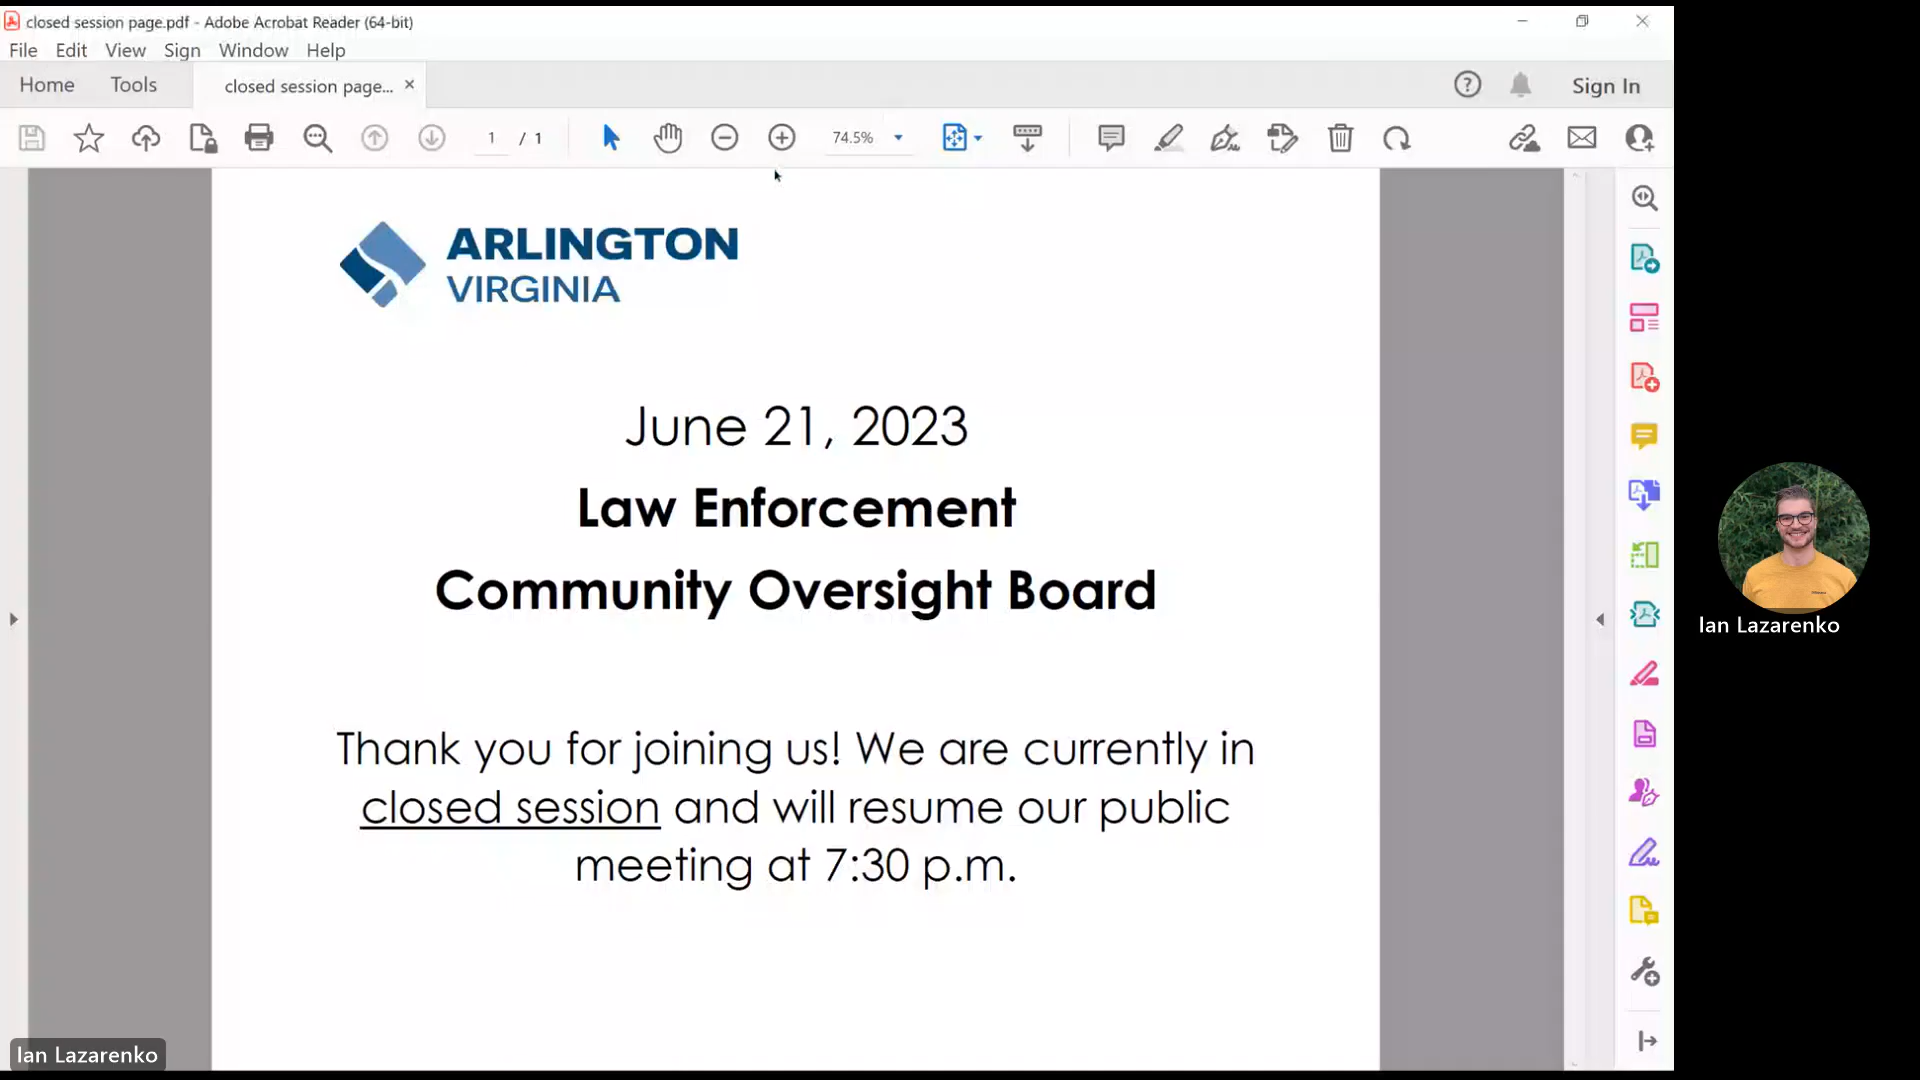 closed session page.pdf - Adobe Acrobat Reader (64-bit)
File Edit View Sign Window Help
Home Tools closed session page... Sign In
1 / 1 74.5%
ARLINGTON
VIRGINIA
June 21, 2023
Law Enforcement
Community Oversight Board
Thank you for joining us! We are currently in
closed session and will resume our public
meeting at 7:30 p.m.
Ian Lazarenko
Ian Lazarenko